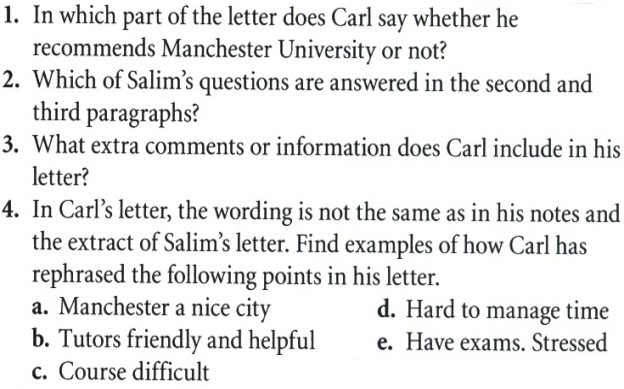 1. In which part of the letter does Carl say whether he
recommends Manchester University or not?
2. Which of Salim's questions are answered in the second and
third paragraphs?
3. What extra comments or information does Carl include in his
letter?
4. In Carl's letter, the wording is not the same as in his notes and
the extract of Salim's letter. Find examples of how Carl has
rephrased the following points in his letter.
a. Manchester a nice city d. Hard to manage time
b. Tutors friendly and helpful e. Have exams. Stressed
c. Course difficult